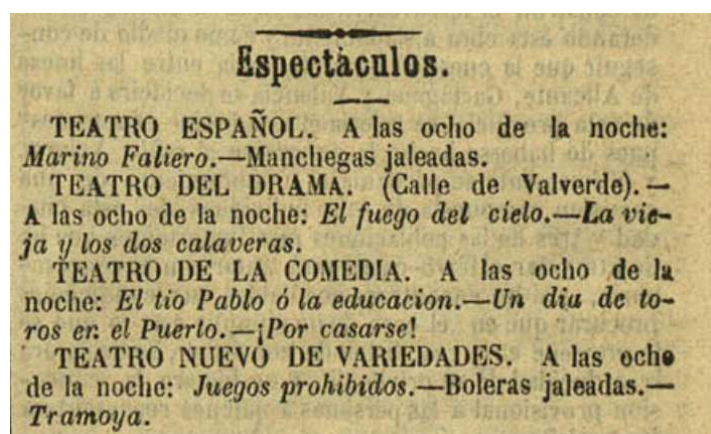 Espectáculos.
TEATRO ESPAÑOL. A las ocho de la noche:
Marino Faliero.—Manchegas jaleadas.
TEATRO DEL DRAMA. (Calle de Valverde).—
A las ocho de la noche: El fuego del cielo.—La vie-
ja y los dos calaveras.
TEATRO DE LA COMEDIA. A las ocho de la
noche: El tio Pablo ó la educacion.—Un dia de to-
ros en el Puerto.—¡Por casarse!
TEATRO NUEVO DE VARIEDADES. A las ocho
de la noche: Juegos prohibidos.—Boleras jaleadas.—
Tramoya.